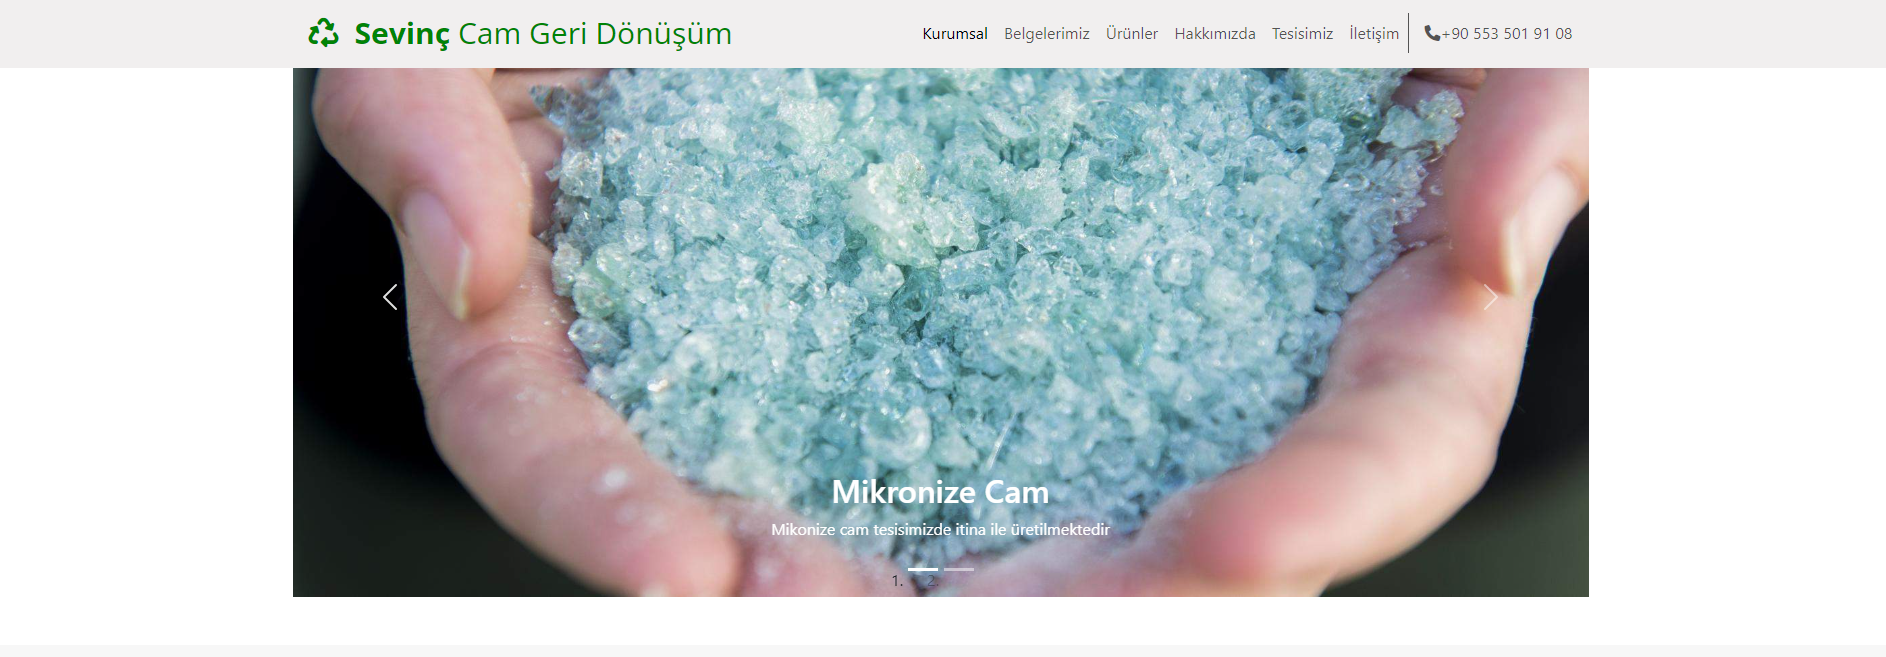 Sevinç Cam Geri Dönüşüm
Kurumsal Belgelerimiz Ürünler Hakkımızda Tesisimiz İletişim +90 553 501 91 08
Mikronize Cam
Mikonize cam tesisimizde itina ile üretilmektedir
1. 2.